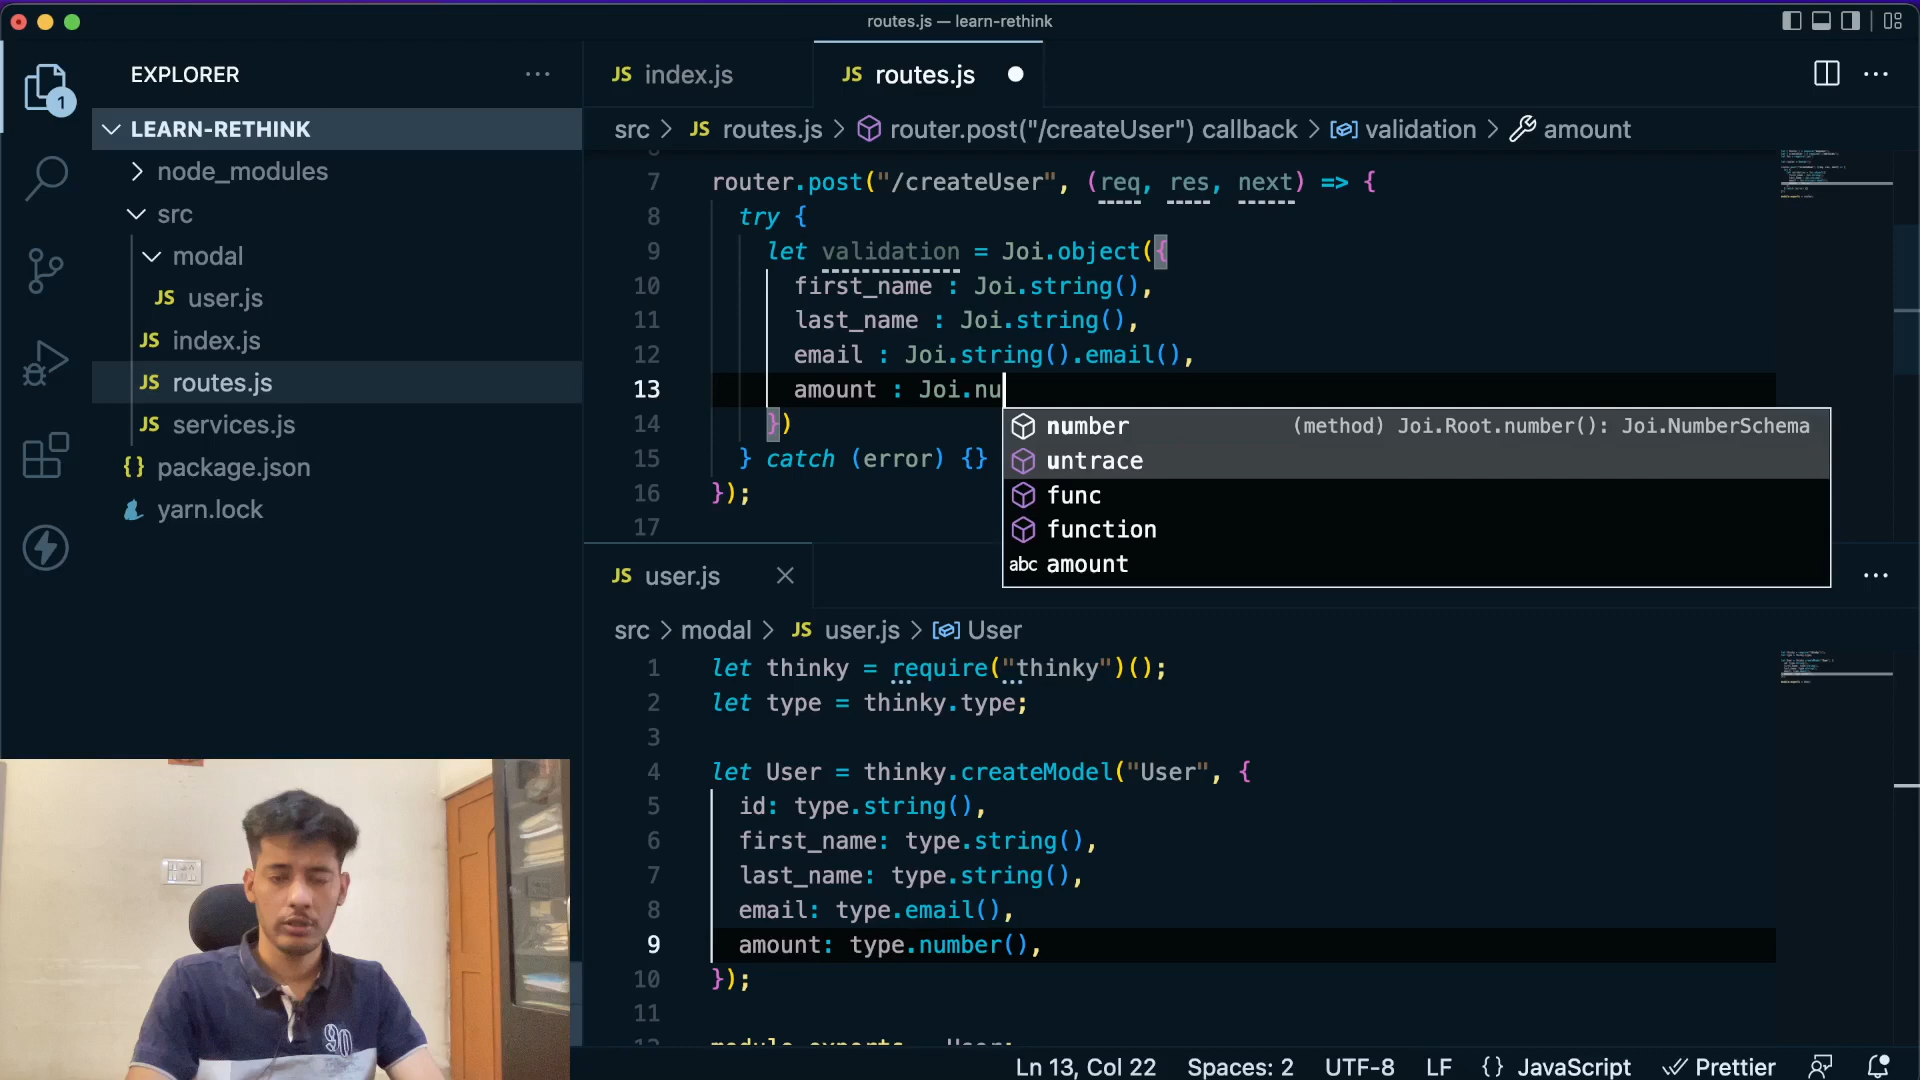 routes.js — learn-rethink
EXPLORER
1
LEARN-RETHINK
node_modules
src
modal
JS user.js
JS index.js
JS routes.js
JS services.js
{} package.json
yarn.lock
JS index.js
JS routes.js
src > JS routes.js > router.post("/createUser") callback > validation > amount
7 router.post("/createUser", (req, res, next) => {
8 try {
9 let validation = Joi.object({
10 first_name : Joi.string(),
11 last_name : Joi.string(),
12 email : Joi.string().email(),
13 amount : Joi.nu
14 })
15 } catch (error) {}
16 });
17
number (method) Joi.Root.number(): Joi.NumberSchema
untrace
func
function
abc amount
JS user.js
src > modal > JS user.js > User
1 let thinky = require("thinky")();
2 let type = thinky.type;
3
4 let User = thinky.createModel("User", {
5 id: type.string(),
6 first_name: type.string(),
7 last_name: type.string(),
8 email: type.email(),
9 amount: type.number(),
10 });
11
90
Ln 13, Col 22 Spaces: 2 UTF-8 LF {} JavaScript Prettier